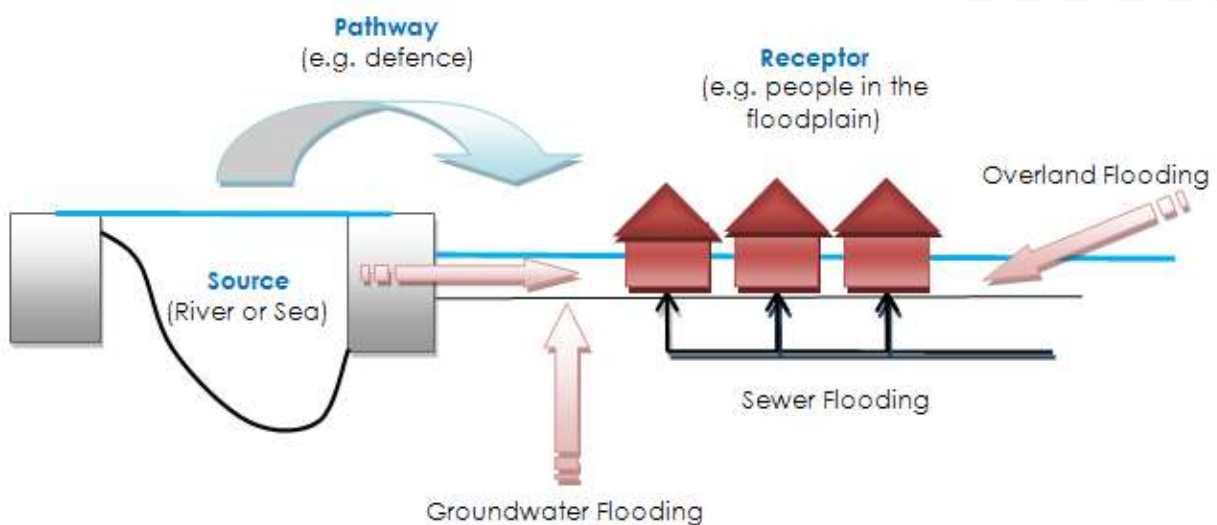 Pathway
(e.g. defence)
Receptor
(e.g. people in the
floodplain)
Overland Flooding
Source
(River or Sea)
Sewer Flooding
Groundwater Flooding